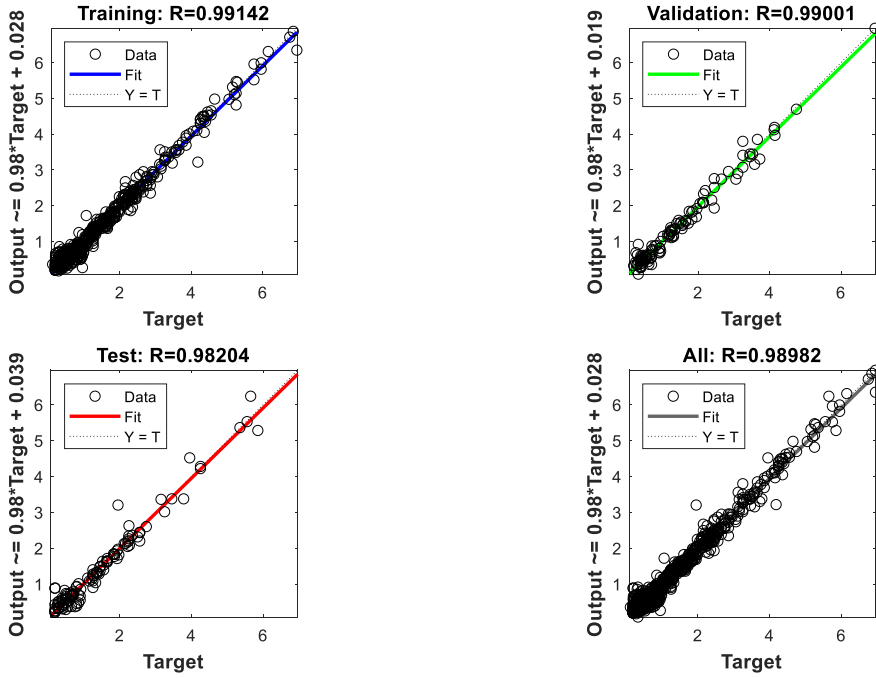 Training: R=0.99142
Output ~= 0.98*Target + 0.028
Data
Fit
Y = T
6
5
4
3
2
1
2
4
6
Target
Validation: R=0.99001
Output ~= 0.98*Target + 0.019
Data
Fit
Y = T
6
5
4
3
2
1
2
4
6
Target
Test: R=0.98204
Output ~= 0.98*Target + 0.039
Data
Fit
Y = T
6
5
4
3
2
1
2
4
6
Target
All: R=0.98982
Output ~= 0.98*Target + 0.028
Data
Fit
Y = T
6
5
4
3
2
1
2
4
6
Target